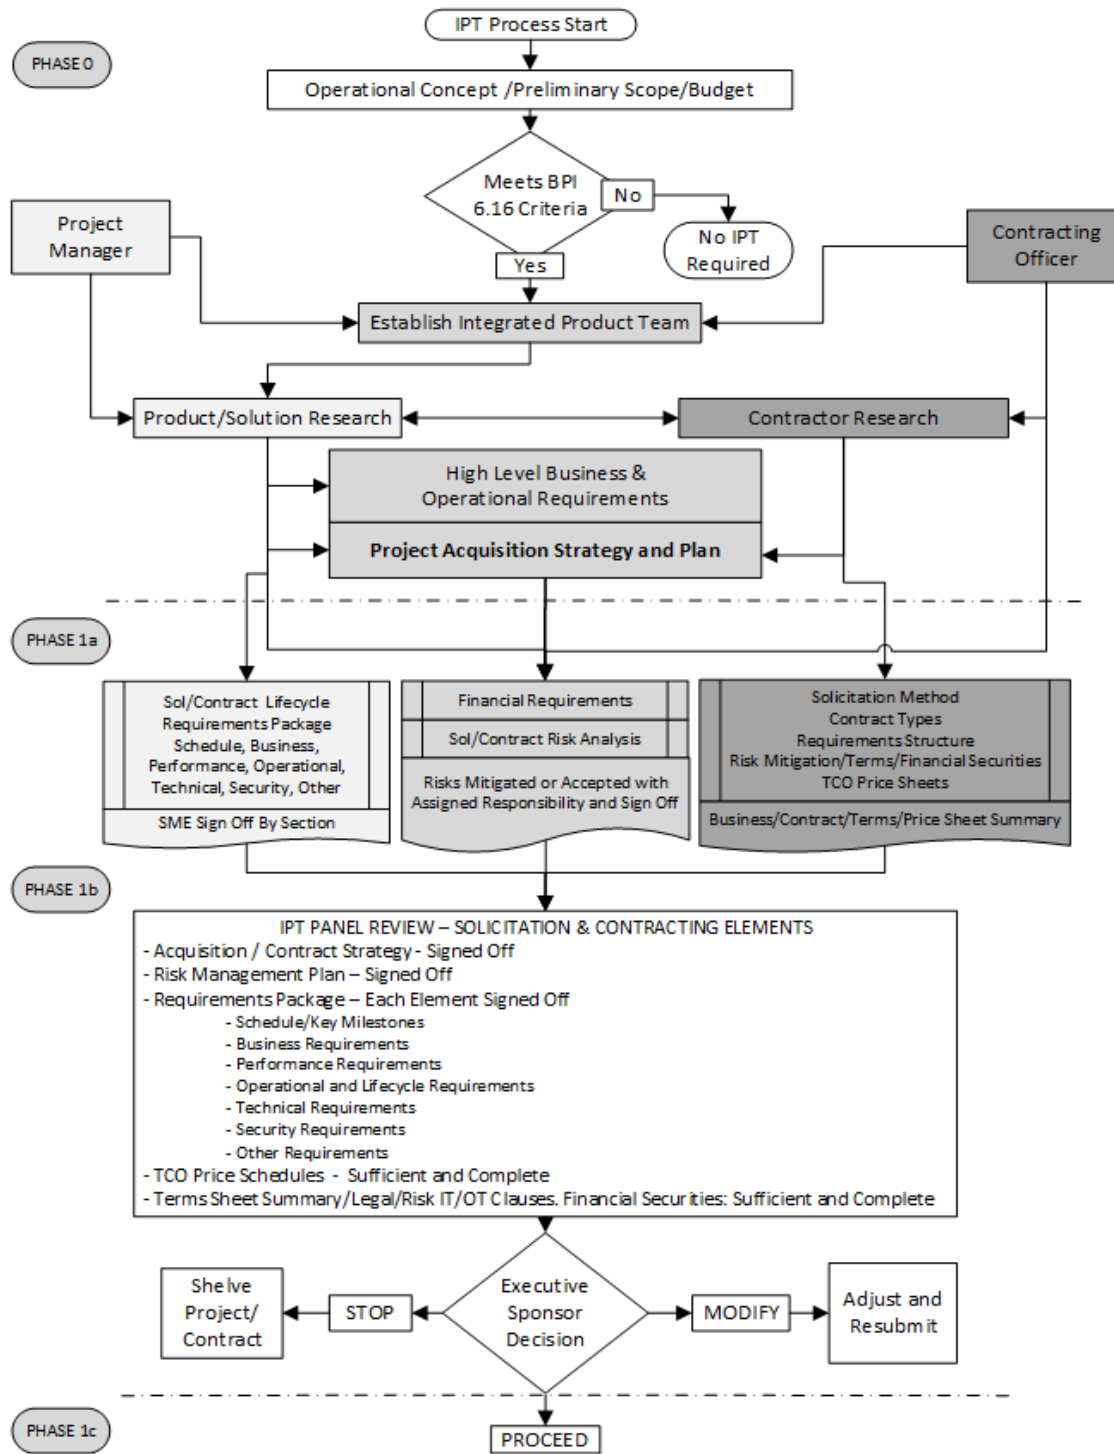 IPT Process Start
PHASE 0
Operational Concept /Preliminary Scope/Budget
Meets BPI
6.16 Criteria
No
Yes
No IPT
Required
Project
Manager
Contracting
Officer
Establish Integrated Product Team
Product/Solution Research
Contractor Research
High Level Business &
Operational Requirements
Project Acquisition Strategy and Plan
PHASE 1a
Sol/Contract Lifecycle
Requirements Package
Schedule, Business,
Performance, Operational,
Technical, Security, Other
SME Sign Off By Section
Financial Requirements
Sol/Contract Risk Analysis
Risks Mitigated or Accepted with
Assigned Responsibility and Sign Off
Solicitation Method
Contract Types
Requirements Structure
Risk Mitigation/Terms/Financial Securities
TCO Price Sheets
Business/Contract/Terms/Price Sheet Summary
PHASE 1b
IPT PANEL REVIEW – SOLICITATION & CONTRACTING ELEMENTS
- Acquisition / Contract Strategy - Signed Off
- Risk Management Plan – Signed Off
- Requirements Package – Each Element Signed Off
- Schedule/Key Milestones
- Business Requirements
- Performance Requirements
- Operational and Lifecycle Requirements
- Technical Requirements
- Security Requirements
- Other Requirements
- TCO Price Schedules - Sufficient and Complete
- Terms Sheet Summary/Legal/Risk IT/OT Clauses. Financial Securities: Sufficient and Complete
Executive
Sponsor
Decision
STOP
Shelve
Project/
Contract
MODIFY
Adjust and
Resubmit
PHASE 1c
PROCEED